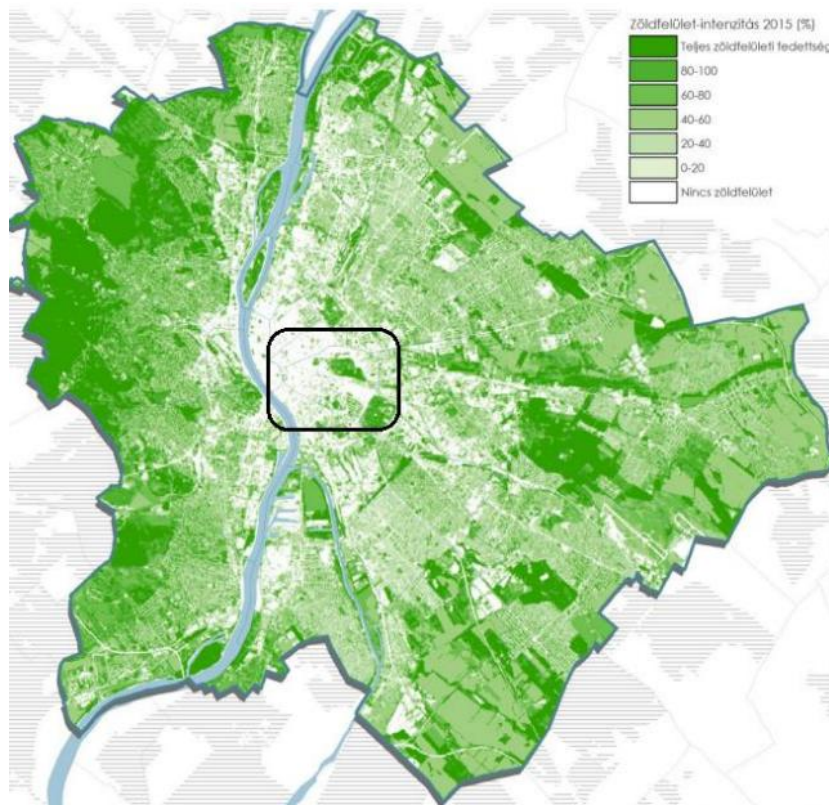 Zöldfelület-intenzitás 2015 (%)
Teljes zöldfelületi fedettség
80-100
60-80
40-60
20-40
0-20
Nincs zöldfelület